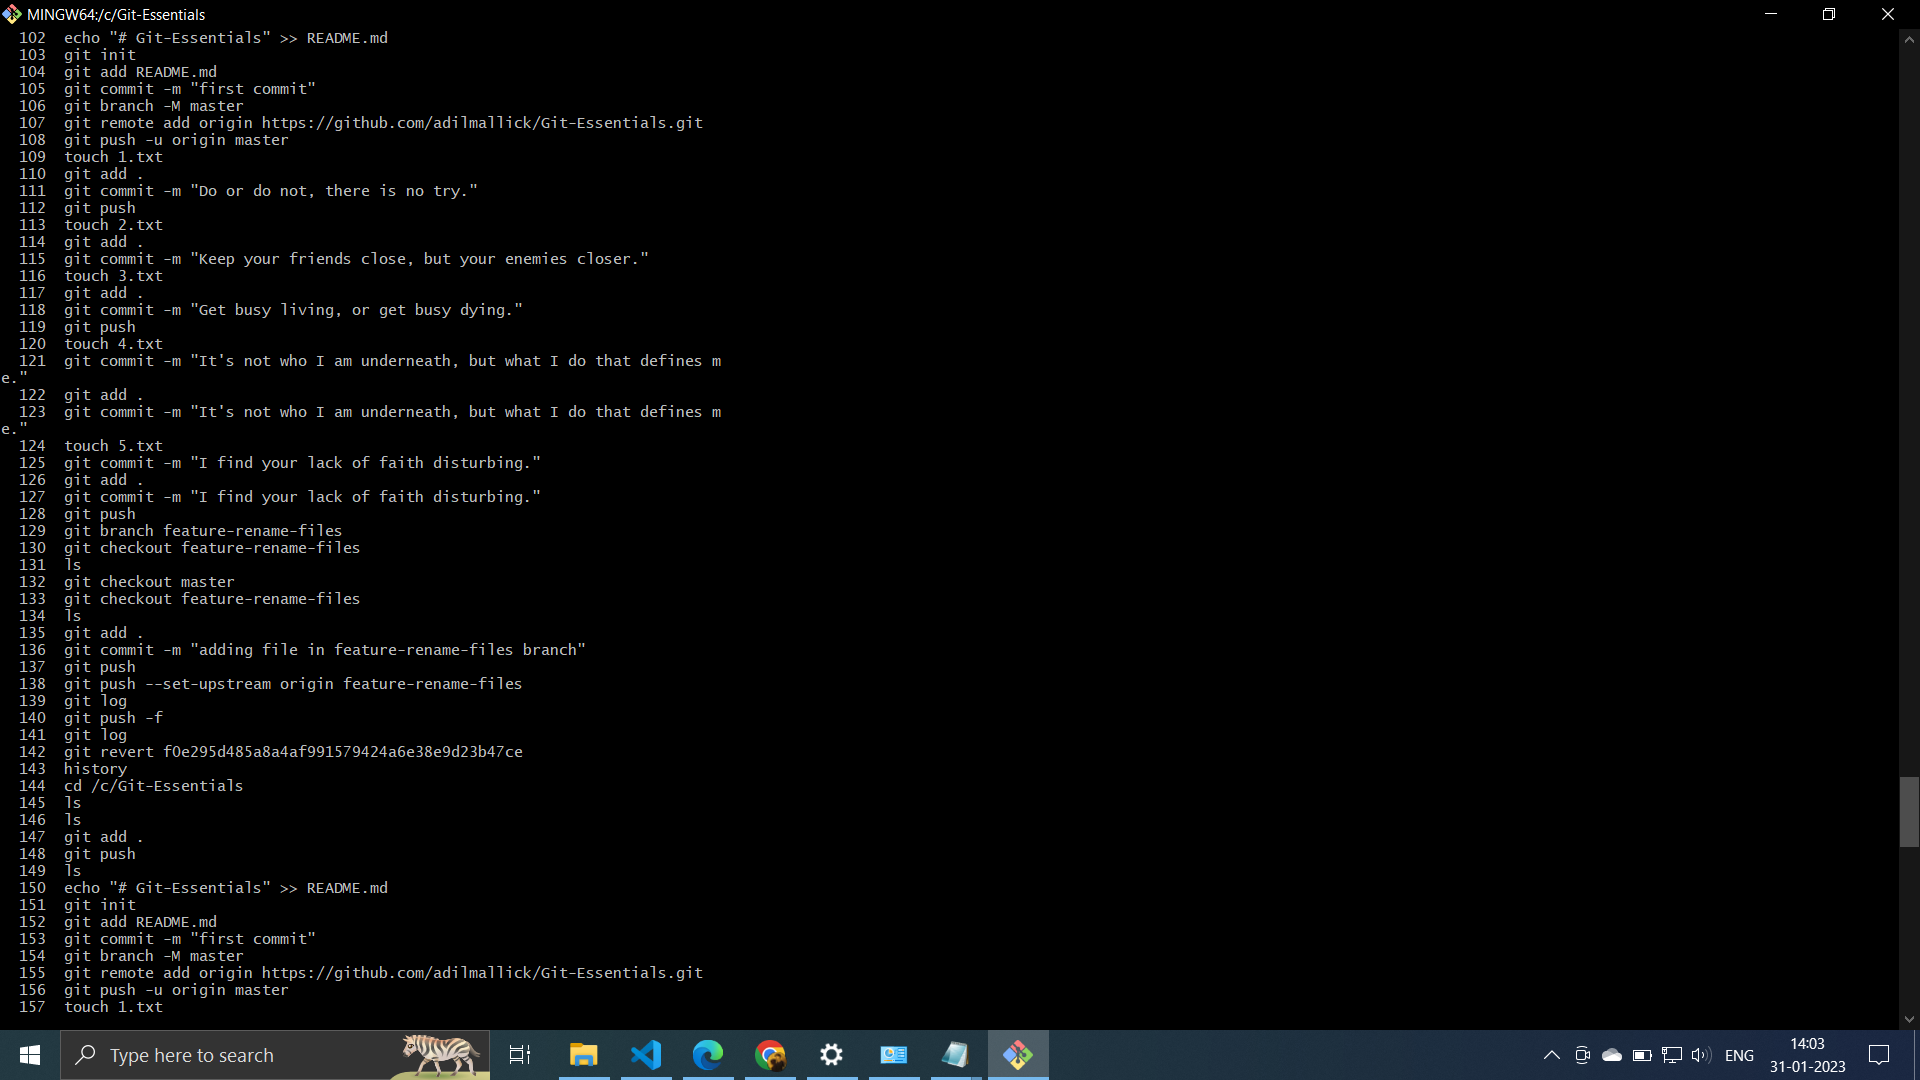 MINGW64:/c/Git-Essentials
102 echo "# Git-Essentials" >> README.md
103 git init
104 git add README.md
105 git commit -m "first commit"
106 git branch -M master
107 git remote add origin https://github.com/adilmallick/Git-Essentials.git
108 git push -u origin master
109 touch 1.txt
110 git add .
111 git commit -m "Do or do not, there is no try."
112 git push
113 touch 2.txt
114 git add .
115 git commit -m "Keep your friends close, but your enemies closer."
116 touch 3.txt
117 git add .
118 git commit -m "Get busy living, or get busy dying."
119 git push
120 touch 4.txt
121 git commit -m "It's not who I am underneath, but what I do that defines m
e."
122 git add .
123 git commit -m "It's not who I am underneath, but what I do that defines m
e."
124 touch 5.txt
125 git commit -m "I find your lack of faith disturbing."
126 git add .
127 git commit -m "I find your lack of faith disturbing."
128 git push
129 git branch feature-rename-files
130 git checkout feature-rename-files
131 ls
132 git checkout master
133 git checkout feature-rename-files
134 ls
135 git add .
136 git commit -m "adding file in feature-rename-files branch"
137 git push
138 git push --set-upstream origin feature-rename-files
139 git log
140 git push -f
141 git log
142 git revert f0e295d485a8a4af991579424a6e38e9d23b47ce
143 history
144 cd /c/Git-Essentials
145 ls
146 ls
147 git add .
148 git push
149 ls
150 echo "# Git-Essentials" >> README.md
151 git init
152 git add README.md
153 git commit -m "first commit"
154 git branch -M master
155 git remote add origin https://github.com/adilmallick/Git-Essentials.git
156 git push -u origin master
157 touch 1.txt
Type here to search
ENG
14:03
31-01-2023